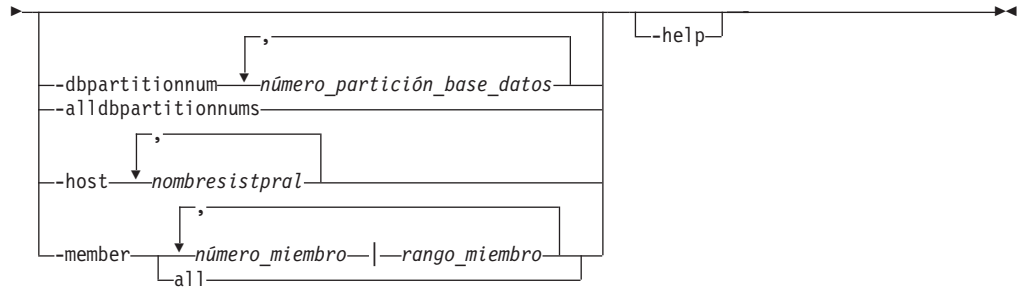 -help
,
-dbpartitionnum número_partición_base_datos
-alldbpartitionnums
,
-host nombresistpral
,
-member número_miembro | rango_miembro
all